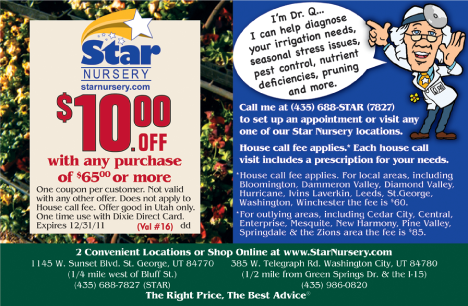 Star
NURSERY
starnursery.com
$10.00
.OFF
with any purchase
of $65.00 or more
One coupon per customer. Not valid
with any other offer. Does not apply to
House call fee. Offer good in Utah only.
One time use with Dixie Direct Card.
Expires 12/31/11 (Val #16) dd
I'm Dr. Q...
I can help diagnose
your irrigation needs,
seasonal stress issues,
pest control, nutrient
deficiencies, pruning
and more.
Call me at (435) 688-STAR (7827)
to set up an appointment or visit any
one of our Star Nursery locations.
House call fee applies.* Each house call
visit includes a prescription for your needs.
*House call fee applies. For local areas, including
Bloomington, Dammeron Valley, Diamond Valley,
Hurricane, Ivins Laverkin, Leeds, St.George,
Washington, Winchester the fee is $60.
*For outlying areas, including Cedar City, Central,
Enterprise, Mesquite, New Harmony, Pine Valley,
Springdale & the Zions area the fee is $85.
2 Convenient Locations or Shop Online at www.StarNursery.com
1145 W. Sunset Blvd. St. George, UT 84770
(1/4 mile west of Bluff St.)
(435) 688-7827 (STAR)
385 W. Telegraph Rd. Washington City, UT 84780
(1/2 mile from Green Springs Dr. & the I-15)
(435) 986-0820
The Right Price, The Best Advice®